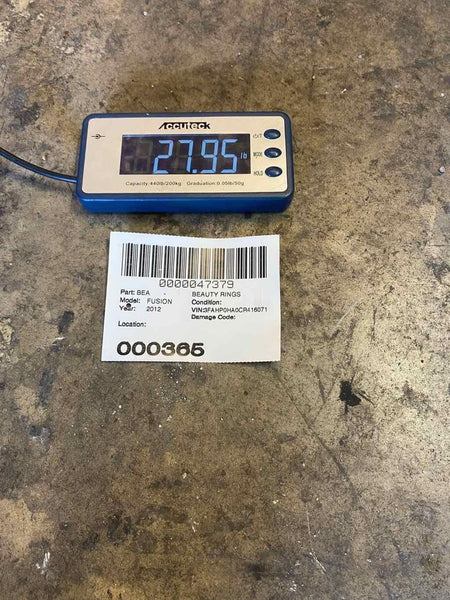 Accuteck
27.95 lb
⏻/T
MODE
HOLD
Capacity:440lb/200kg Graduation:0.05lb/50g
0000047379
Part: BEA BEAUTY RINGS
Model: FUSION Condition:
Year: 2012 VIN:3FAHP0HA0CR416071
Damage Code:
Location:
000365